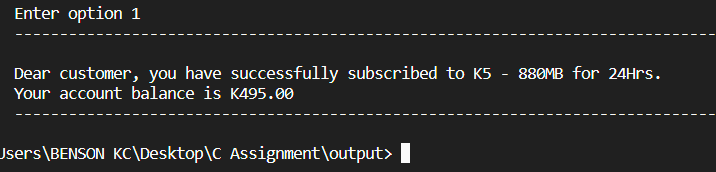 Enter option 1
--------------------------------------------------------------------------------
Dear customer, you have successfully subscribed to K5 - 880MB for 24Hrs.
Your account balance is K495.00
--------------------------------------------------------------------------------
Users\BENSON KC\Desktop\C Assignment\output>